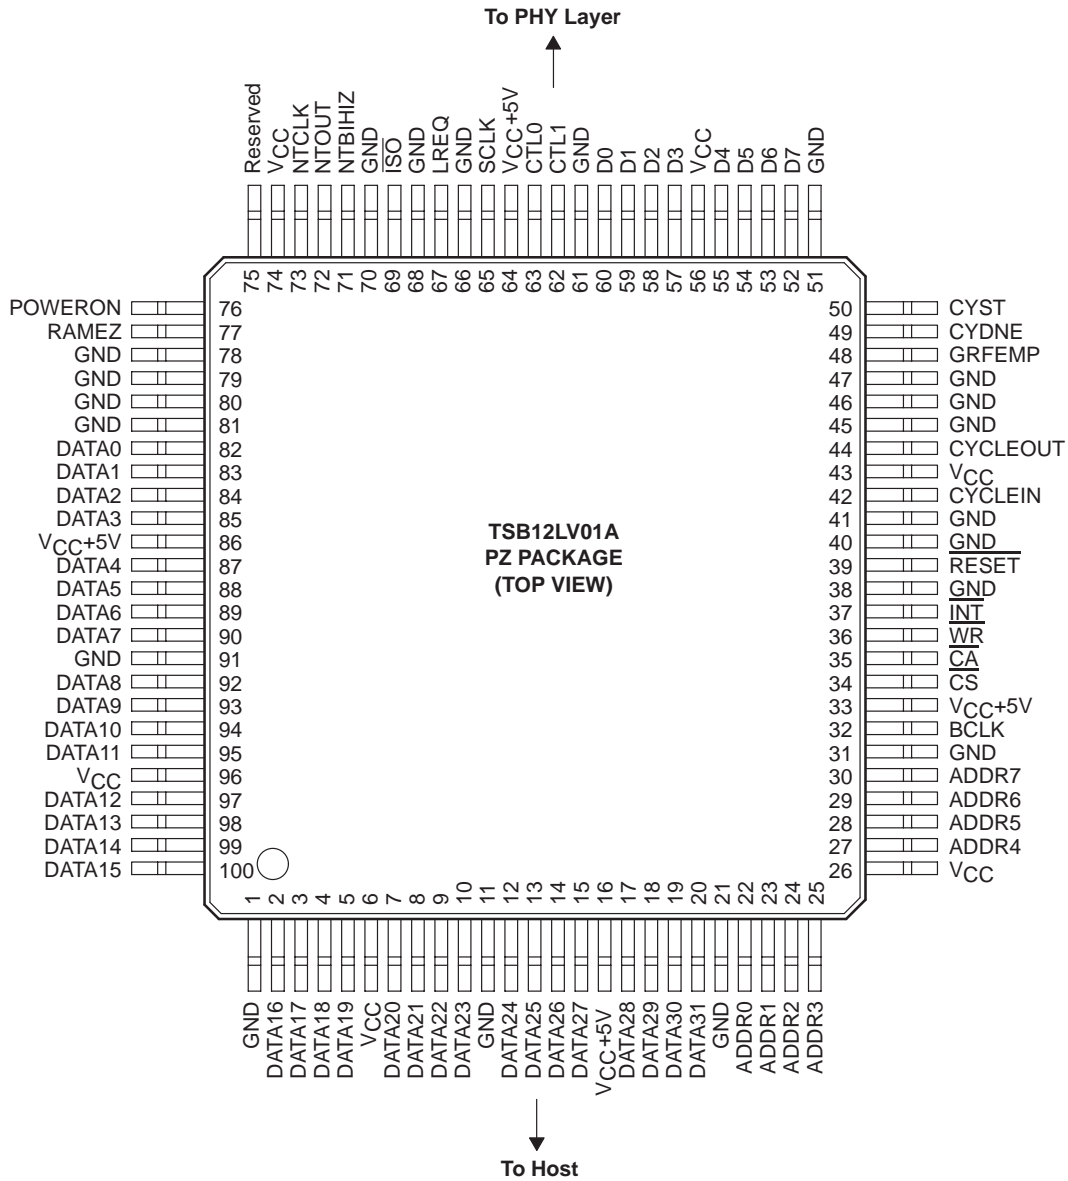 To PHY Layer
Reserved
VCC
NTCLK
NTOUT
NTBIHIZ
GND
ISO
GND
LREQ
GND
SCLK
VCC+5V
CTL0
CTL1
GND
D0
D1
D2
D3
VCC
D4
D5
D6
D7
GND
75 74 73 72 71 70 69 68 67 66 65 64 63 62 61 60 59 58 57 56 55 54 53 52 51
POWERON 76 50 CYST
RAMEZ 77 49 CYDNE
GND 78 48 GRFEMP
GND 79 47 GND
GND 80 46 GND
GND 81 45 GND
DATA0 82 44 CYCLEOUT
DATA1 83 43 VCC
DATA2 84 42 CYCLEIN
DATA3 85 41 GND
VCC+5V 86 40 GND
DATA4 87 39 RESET
DATA5 88 38 GND
DATA6 89 37 INT
DATA7 90 36 WR
GND 91 35 CA
DATA8 92 34 CS
DATA9 93 33 VCC+5V
DATA10 94 32 BCLK
DATA11 95 31 GND
VCC 96 30 ADDR7
DATA12 97 29 ADDR6
DATA13 98 28 ADDR5
DATA14 99 27 ADDR4
DATA15 100 26 VCC
TSB12LV01A
PZ PACKAGE
(TOP VIEW)
1 2 3 4 5 6 7 8 9 10 11 12 13 14 15 16 17 18 19 20 21 22 23 24 25
GND
DATA16
DATA17
DATA18
DATA19
VCC
DATA20
DATA21
DATA22
DATA23
GND
DATA24
DATA25
DATA26
DATA27
VCC+5V
DATA28
DATA29
DATA30
DATA31
GND
ADDR0
ADDR1
ADDR2
ADDR3
To Host